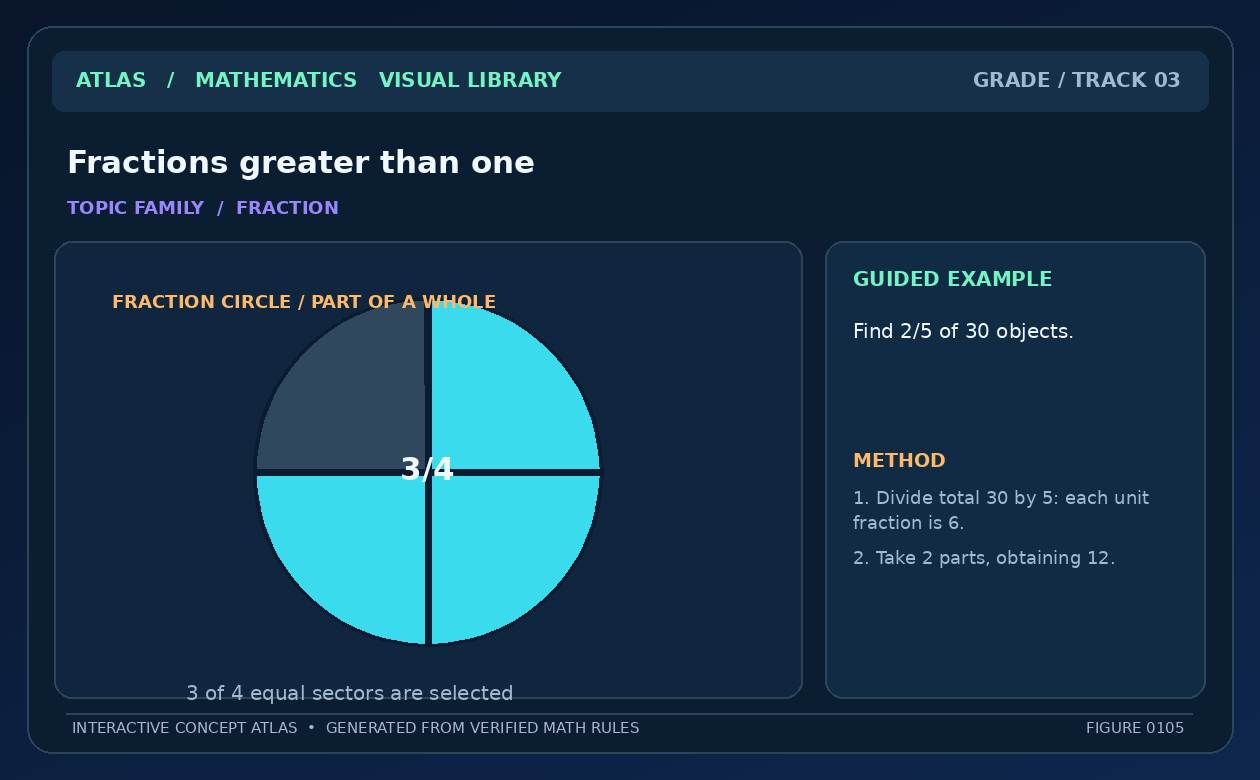 ATLAS / MATHEMATICS VISUAL LIBRARY
GRADE / TRACK 03
Fractions greater than one
TOPIC FAMILY / FRACTION
FRACTION CIRCLE / PART OF A WHOLE
3/4
3 of 4 equal sectors are selected
GUIDED EXAMPLE
Find 2/5 of 30 objects.
METHOD
1. Divide total 30 by 5: each unit
fraction is 6.
2. Take 2 parts, obtaining 12.
INTERACTIVE CONCEPT ATLAS • GENERATED FROM VERIFIED MATH RULES
FIGURE 0105